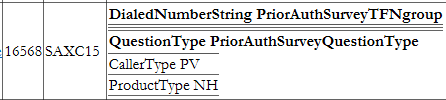 DialedNumberString PriorAuthSurveyTFNgroup
16568 SAXC15
QuestionType PriorAuthSurveyQuestionType
CallerType PV
ProductType NH